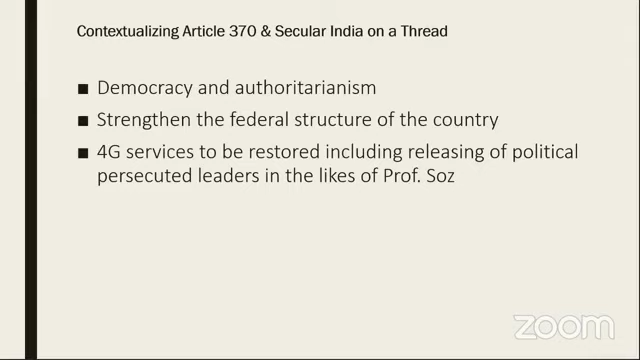 Contextualizing Article 370 & Secular India on a Thread
■ Democracy and authoritarianism
■ Strengthen the federal structure of the country
■ 4G services to be restored including releasing of political
persecuted leaders in the likes of Prof. Soz
zoom